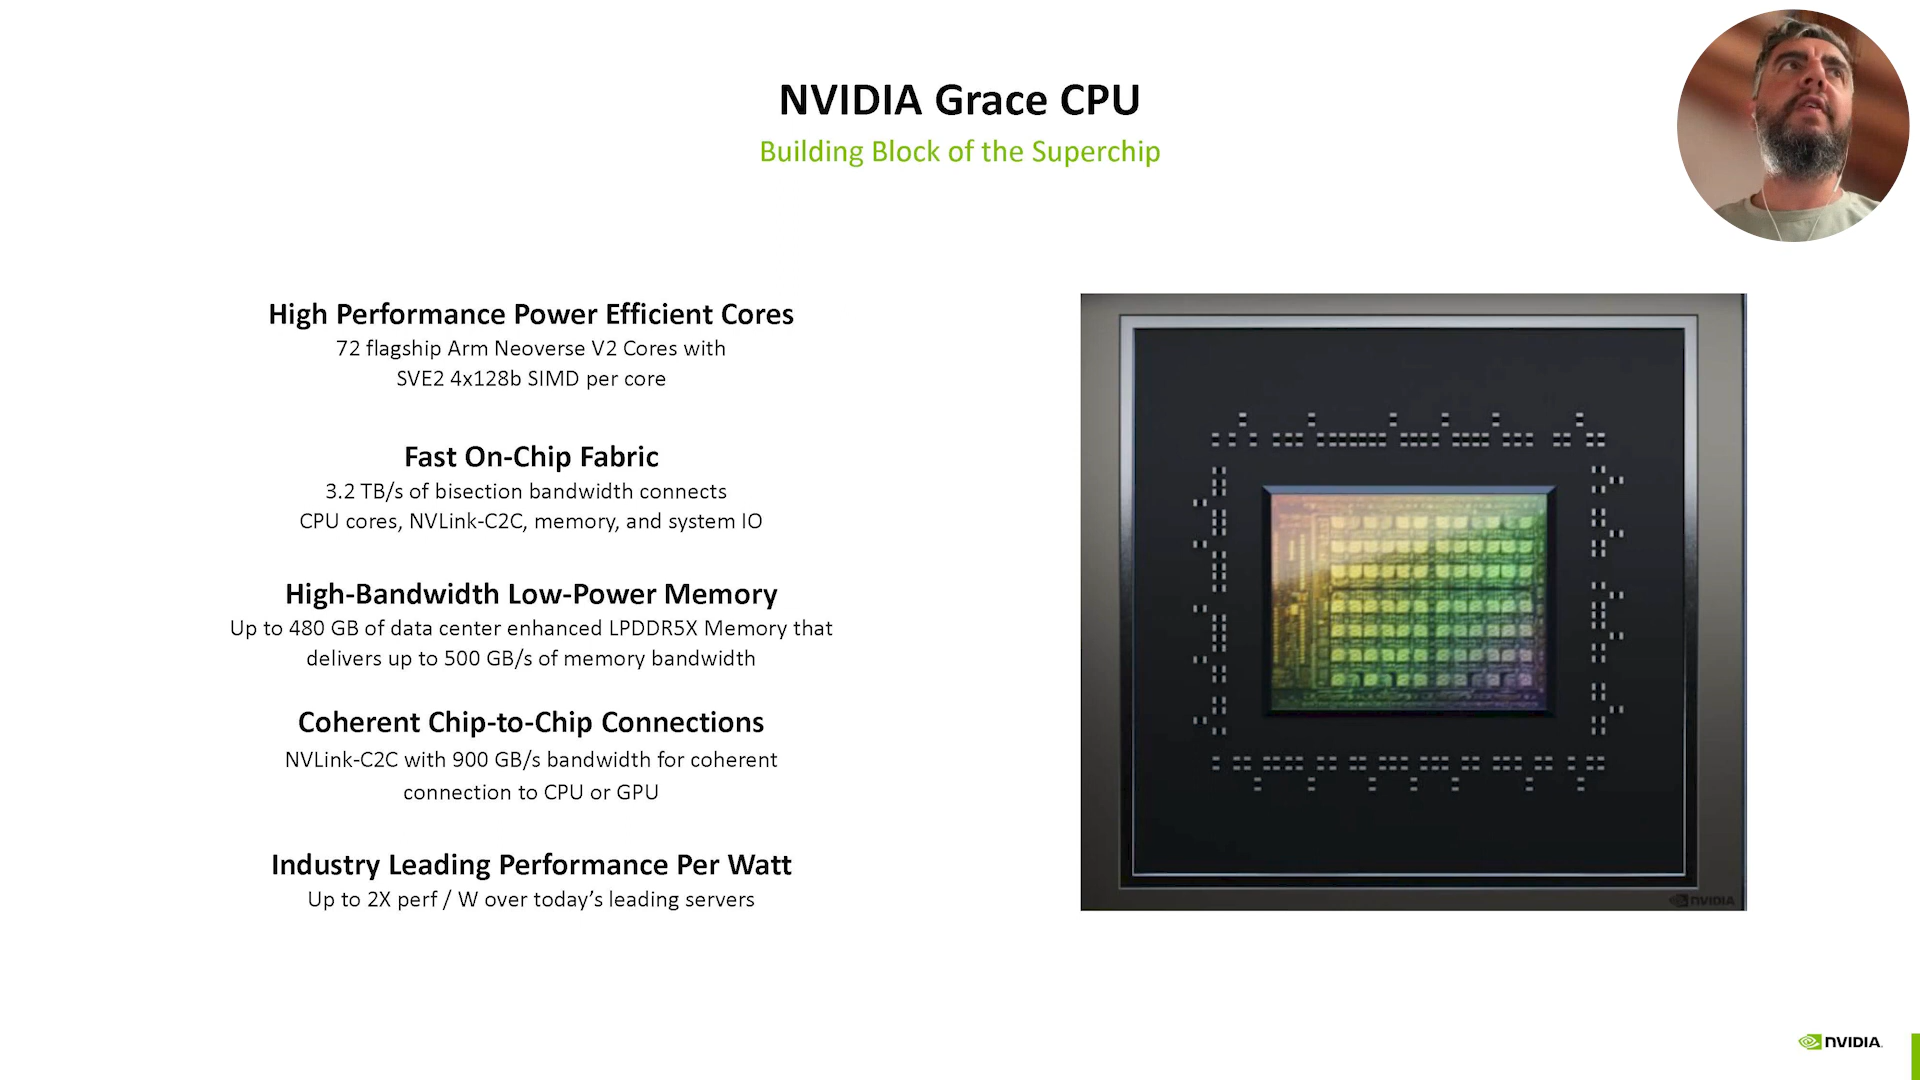 NVIDIA Grace CPU
Building Block of the Superchip
High Performance Power Efficient Cores
72 flagship Arm Neoverse V2 Cores with
SVE2 4x128b SIMD per core
Fast On-Chip Fabric
3.2 TB/s of bisection bandwidth connects
CPU cores, NVLink-C2C, memory, and system IO
High-Bandwidth Low-Power Memory
Up to 480 GB of data center enhanced LPDDR5X Memory that
delivers up to 500 GB/s of memory bandwidth
Coherent Chip-to-Chip Connections
NVLink-C2C with 900 GB/s bandwidth for coherent
connection to CPU or GPU
Industry Leading Performance Per Watt
Up to 2X perf / W over today’s leading servers
NVIDIA
NVIDIA